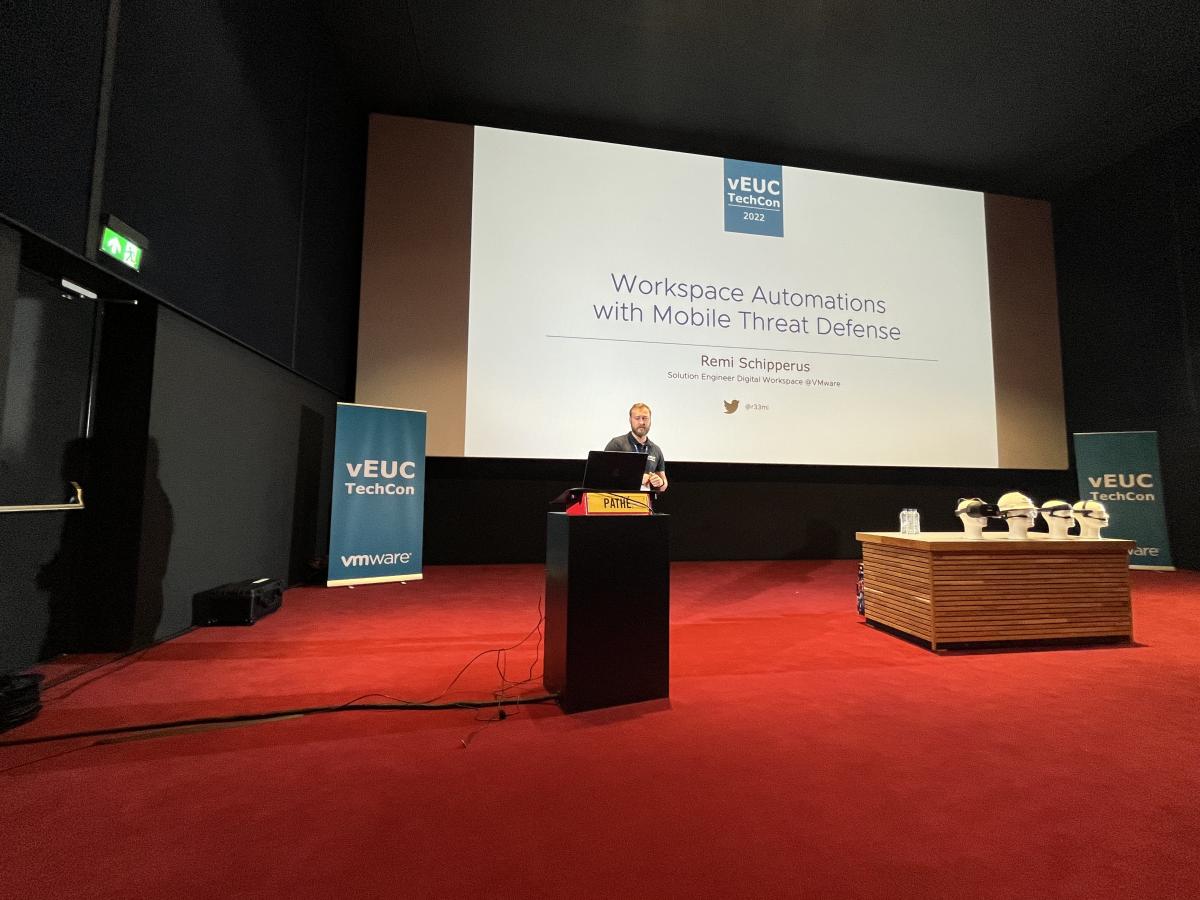 vEUC
TechCon
2022
Workspace Automations
with Mobile Threat Defense
Remi Schipperus
Solution Engineer Digital Workspace @VMware
@r33mi
vEUC
TechCon
vmware®
PATHE.
vEUC
TechCon
ware